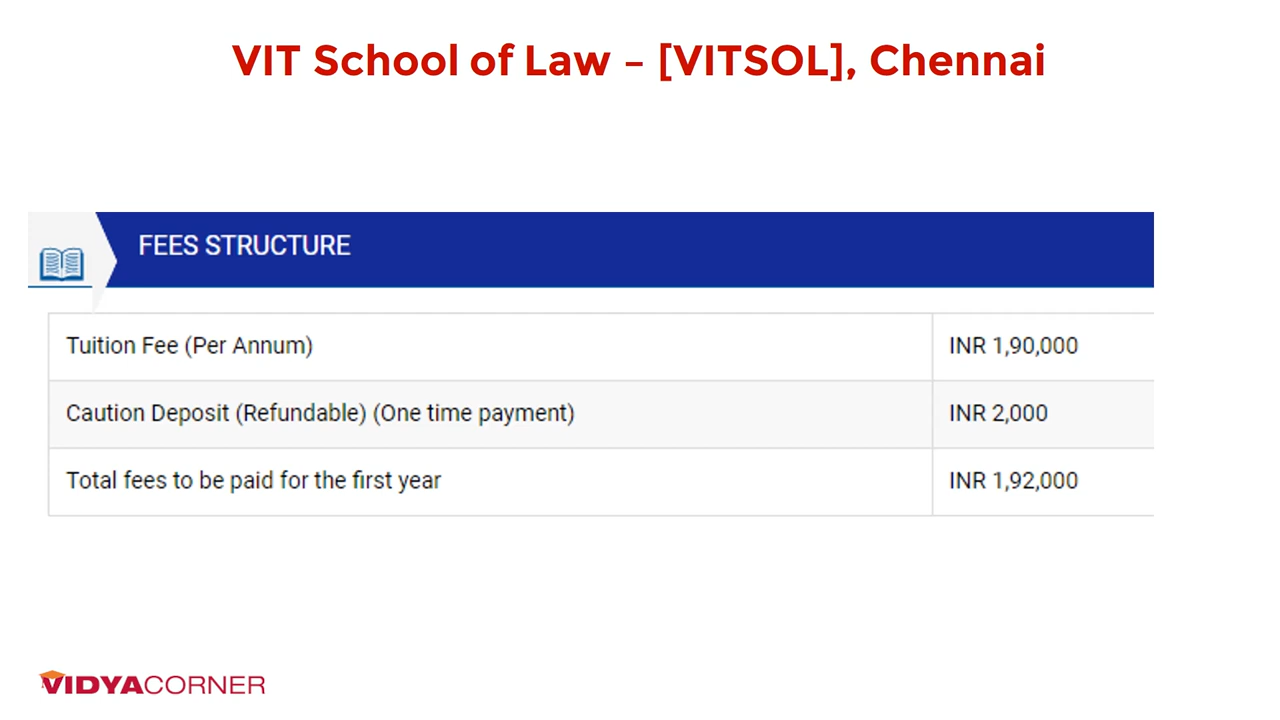 VIT School of Law – [VITSOL], Chennai
FEES STRUCTURE
Tuition Fee (Per Annum) INR 1,90,000
Caution Deposit (Refundable) (One time payment) INR 2,000
Total fees to be paid for the first year INR 1,92,000
VIDYACORNER